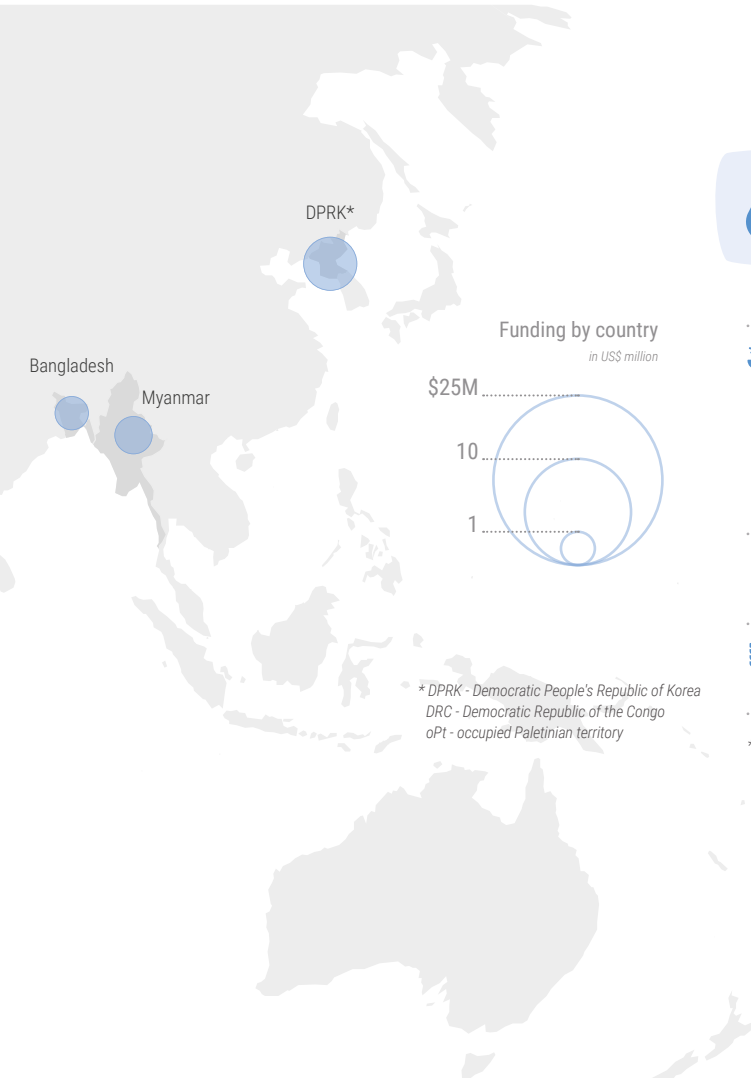 DPRK*
Bangladesh
Myanmar
Funding by country
in US$ million
$25M
10
1
* DPRK - Democratic People's Republic of Korea
DRC - Democratic Republic of the Congo
oPt - occupied Paletinian territory